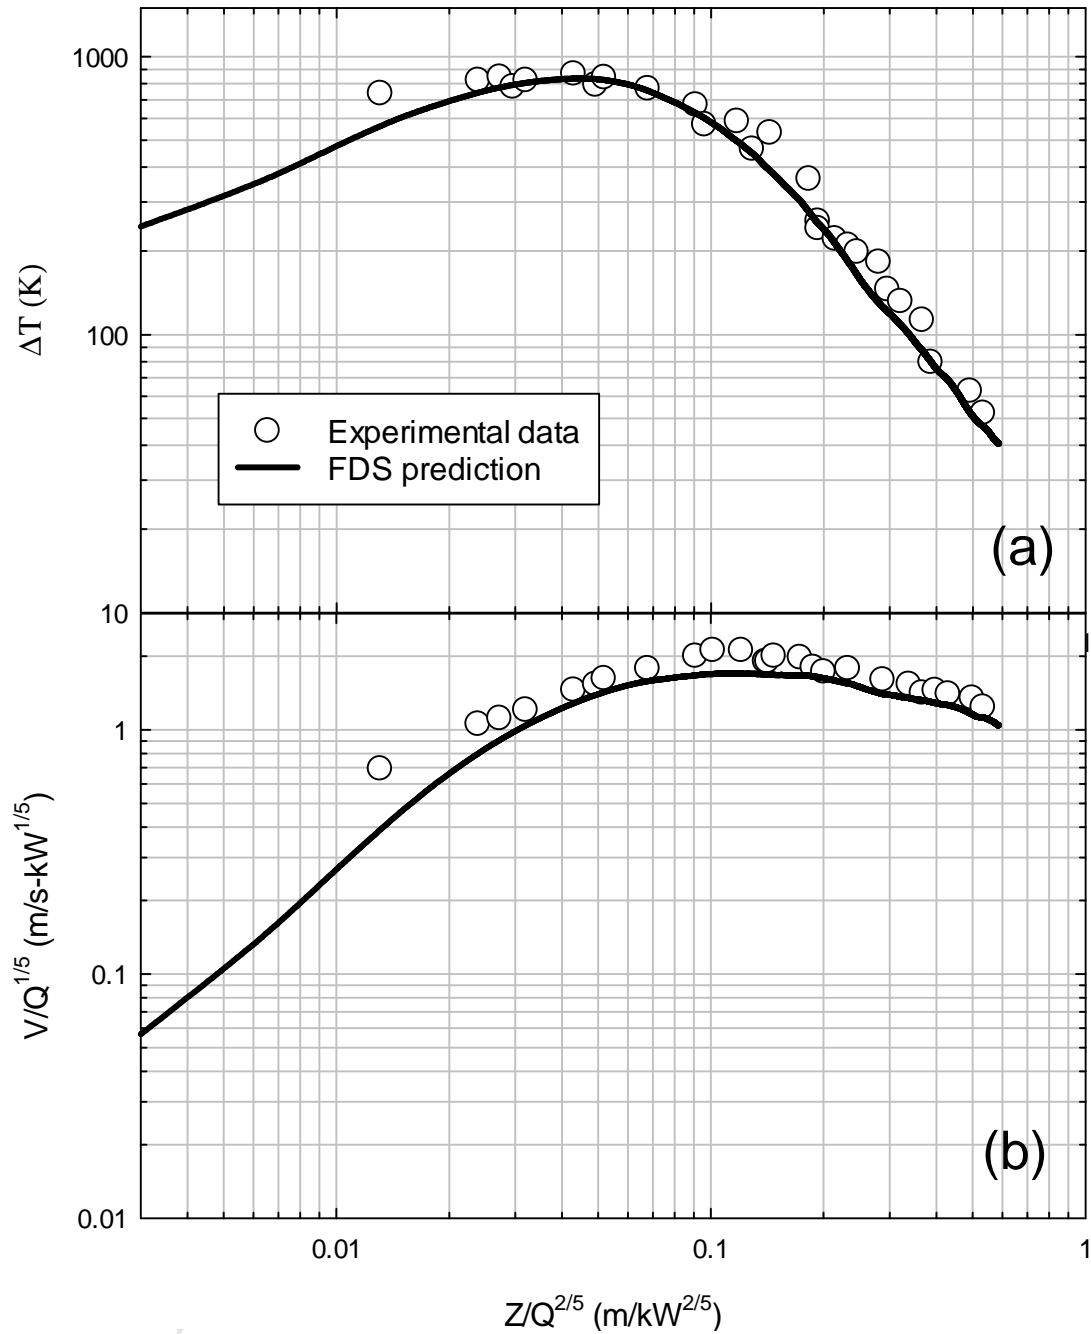 1000
100
10
ΔT (K)
Experimental data
FDS prediction
(a)
1
0.1
0.01
V/Q^{1/5} (m/s-kW^{1/5})
(b)
0.01
0.1
1
Z/Q^{2/5} (m/kW^{2/5})